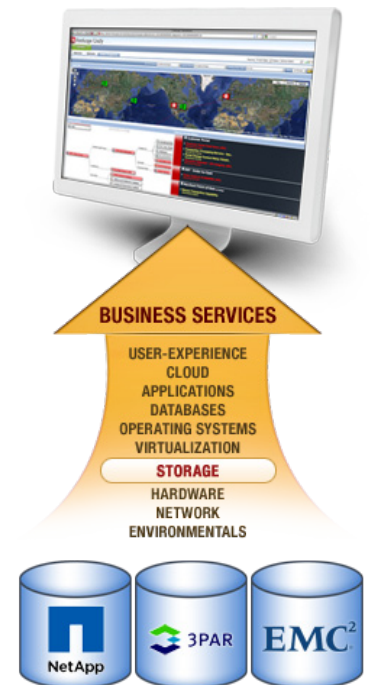 BUSINESS SERVICES
USER-EXPERIENCE
CLOUD
APPLICATIONS
DATABASES
OPERATING SYSTEMS
VIRTUALIZATION
STORAGE
HARDWARE
NETWORK
ENVIRONMENTALS
NetApp
3PAR
EMC²